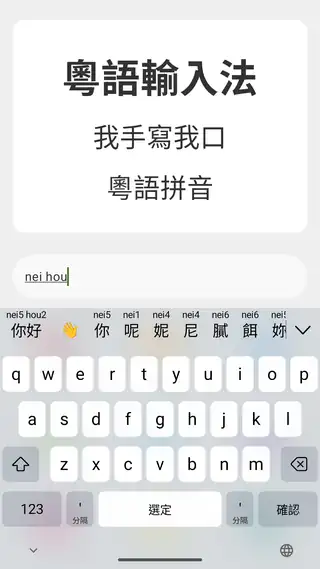 粵語輸入法
我手寫我口
粵語拼音
nei hou
nei5 hou2 nei5 nei1 nei4 nei4 nei6 nei6 nei5
你好 👋 你 呢 妮 尼 膩 餌 妳
q w e r t y u i o p
a s d f g h j k l
z x c v b n m
123 ' 分隔 選定 ' 分隔 確認